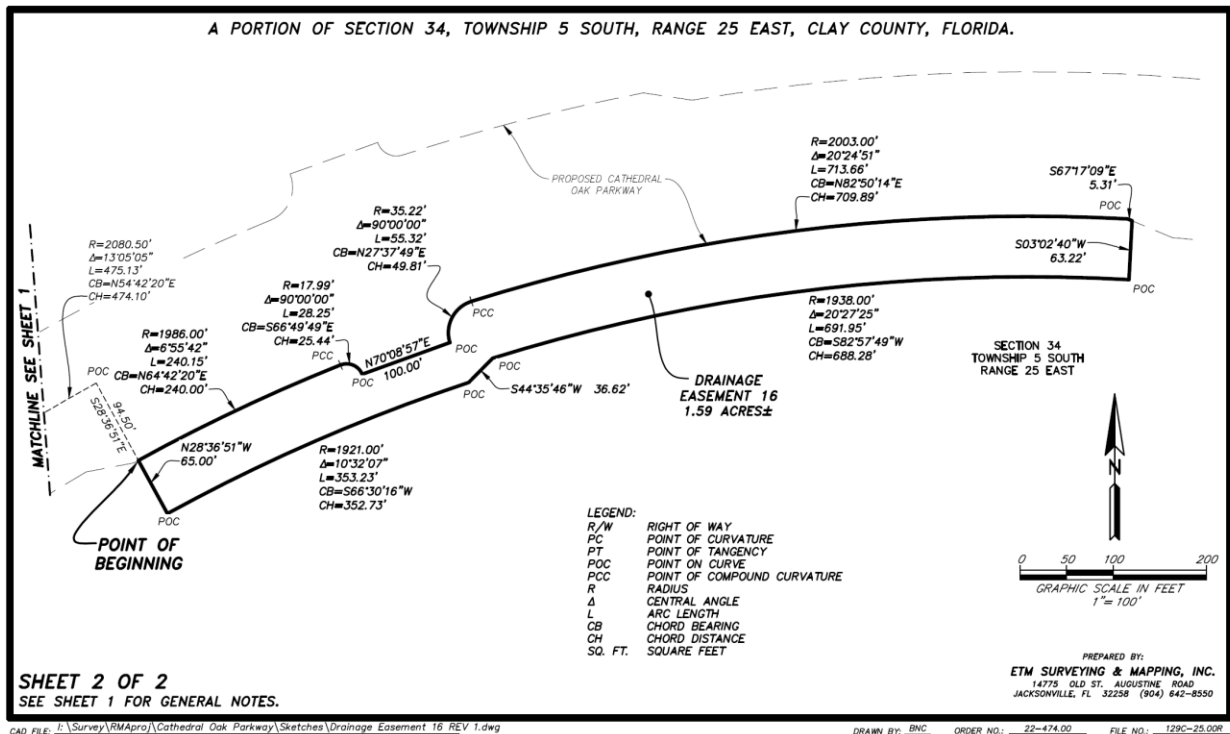 A PORTION OF SECTION 34, TOWNSHIP 5 SOUTH, RANGE 25 EAST, CLAY COUNTY, FLORIDA.
R=2003.00'
Δ=20°24'51"
L=713.66'
CB=N82°50'14"E
CH=709.89'
S67°17'09"E
5.31'
POC
PROPOSED CATHEDRAL
OAK PARKWAY
R=35.22'
Δ=90°00'00"
L=55.32'
CB=N27°37'49"E
CH=49.81'
S03°02'40"W
63.22'
POC
MATCHLINE SEE SHEET 1
R=2080.50'
Δ=13°05'05"
L=475.13'
CB=N54°42'20"E
CH=474.10'
R=17.99'
Δ=90°00'00"
L=28.25'
CB=S66°49'49"E
CH=25.44'
PCC
R=1986.00'
Δ=6°55'42"
L=240.15'
CB=N64°42'20"E
CH=240.00'
PCC
POC
N70°08'57"E
100.00'
POC
POC
R=1938.00'
Δ=20°27'25"
L=691.95'
CB=S82°57'49"W
CH=688.28'
SECTION 34
TOWNSHIP 5 SOUTH
RANGE 25 EAST
POC
94.50'
S28°36'51"E
POC
S44°35'46"W 36.62'
DRAINAGE
EASEMENT 16
1.59 ACRES±
N28°36'51"W
65.00'
R=1921.00'
Δ=10°32'07"
L=353.23'
CB=S66°30'16"W
CH=352.73'
POC
POINT OF
BEGINNING
N
LEGEND:
R/W RIGHT OF WAY
PC POINT OF CURVATURE
PT POINT OF TANGENCY
POC POINT ON CURVE
PCC POINT OF COMPOUND CURVATURE
R RADIUS
Δ CENTRAL ANGLE
L ARC LENGTH
CB CHORD BEARING
CH CHORD DISTANCE
SQ. FT. SQUARE FEET
0 50 100 200
GRAPHIC SCALE IN FEET
1"= 100'
SHEET 2 OF 2
SEE SHEET 1 FOR GENERAL NOTES.
PREPARED BY:
ETM SURVEYING & MAPPING, INC.
14775 OLD ST. AUGUSTINE ROAD
JACKSONVILLE, FL 32258 (904) 642-8550
CAD FILE: I:\Survey\RMAproj\Cathedral Oak Parkway\Sketches\Drainage Easement 16 REV 1.dwg DRAWN BY: BNC ORDER NO.: 22-474.00 FILE NO.: 129C-25.00R